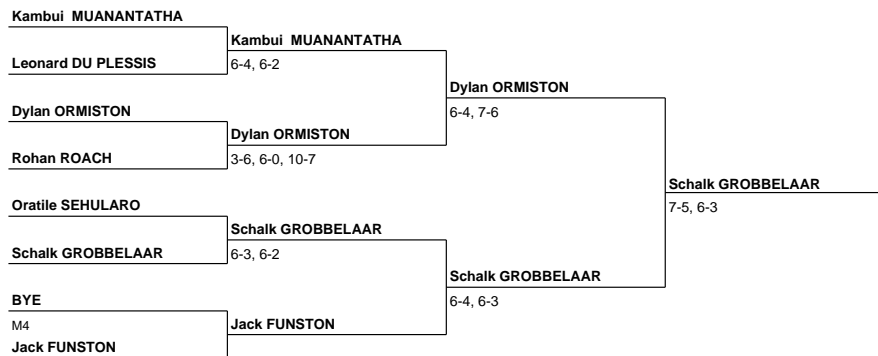 Kambui MUANANTATHA
Kambui MUANANTATHA
Leonard DU PLESSIS
6-4, 6-2
Dylan ORMISTON
Dylan ORMISTON
6-4, 7-6
Dylan ORMISTON
Rohan ROACH
3-6, 6-0, 10-7
Schalk GROBBELAAR
7-5, 6-3
Oratile SEHULARO
Schalk GROBBELAAR
Schalk GROBBELAAR
6-3, 6-2
Schalk GROBBELAAR
6-4, 6-3
BYE
M4
Jack FUNSTON
Jack FUNSTON